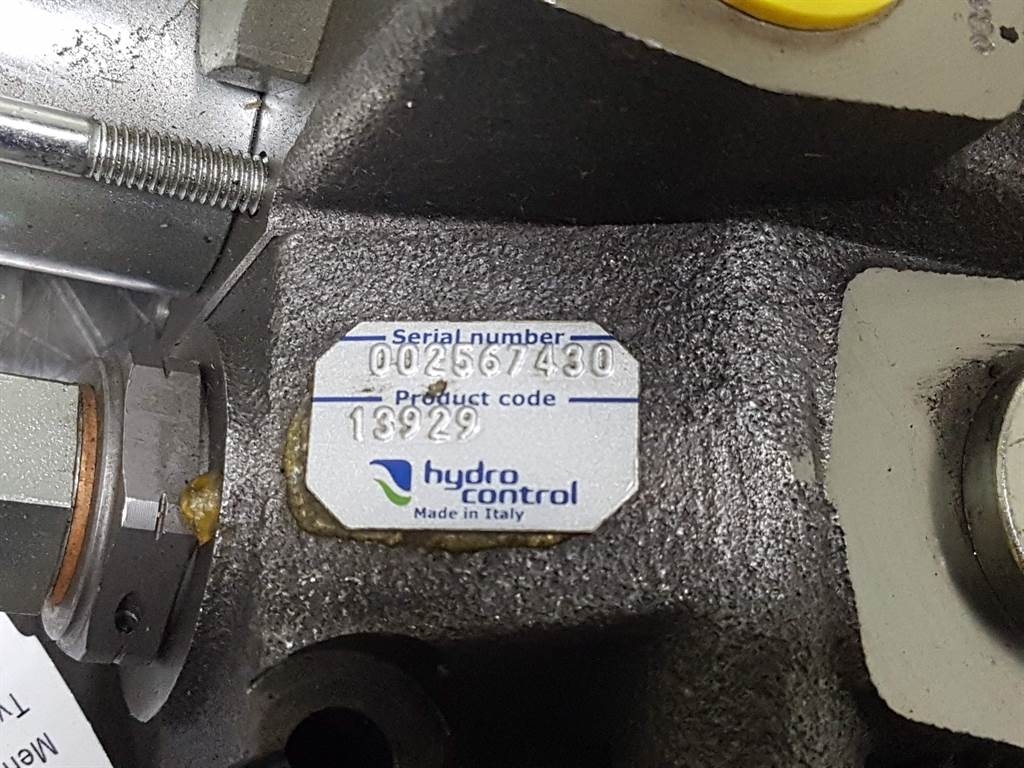 Serial number
002567430
Product code
13929
hydro
control
Made in Italy